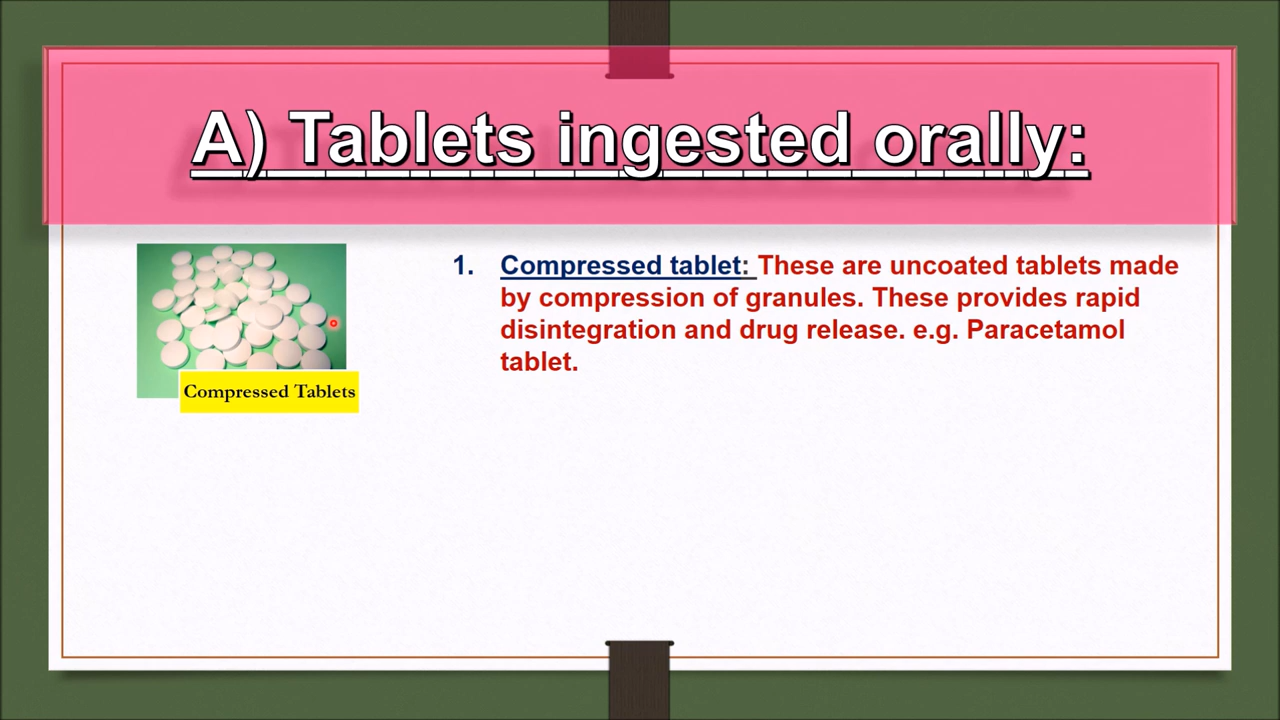 A) Tablets ingested orally:
1. Compressed tablet: These are uncoated tablets made
by compression of granules. These provides rapid
disintegration and drug release. e.g. Paracetamol
tablet.
Compressed Tablets